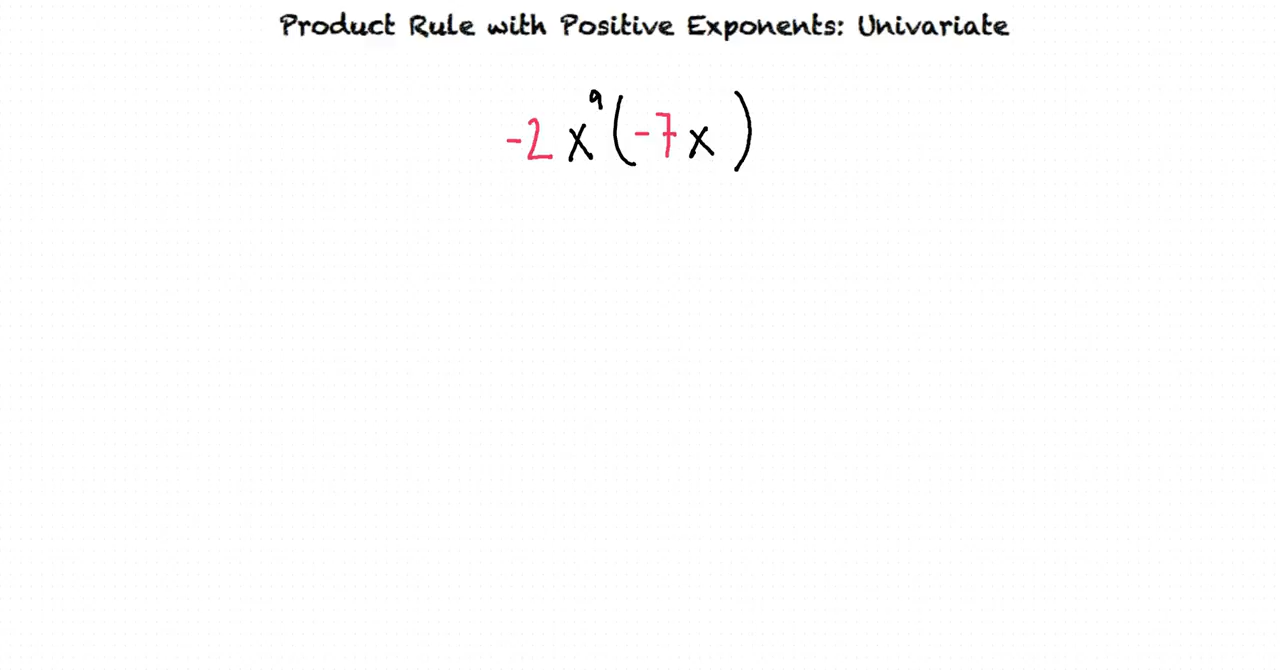 Product Rule with Positive Exponents: Univariate
-2x⁹(-7x )